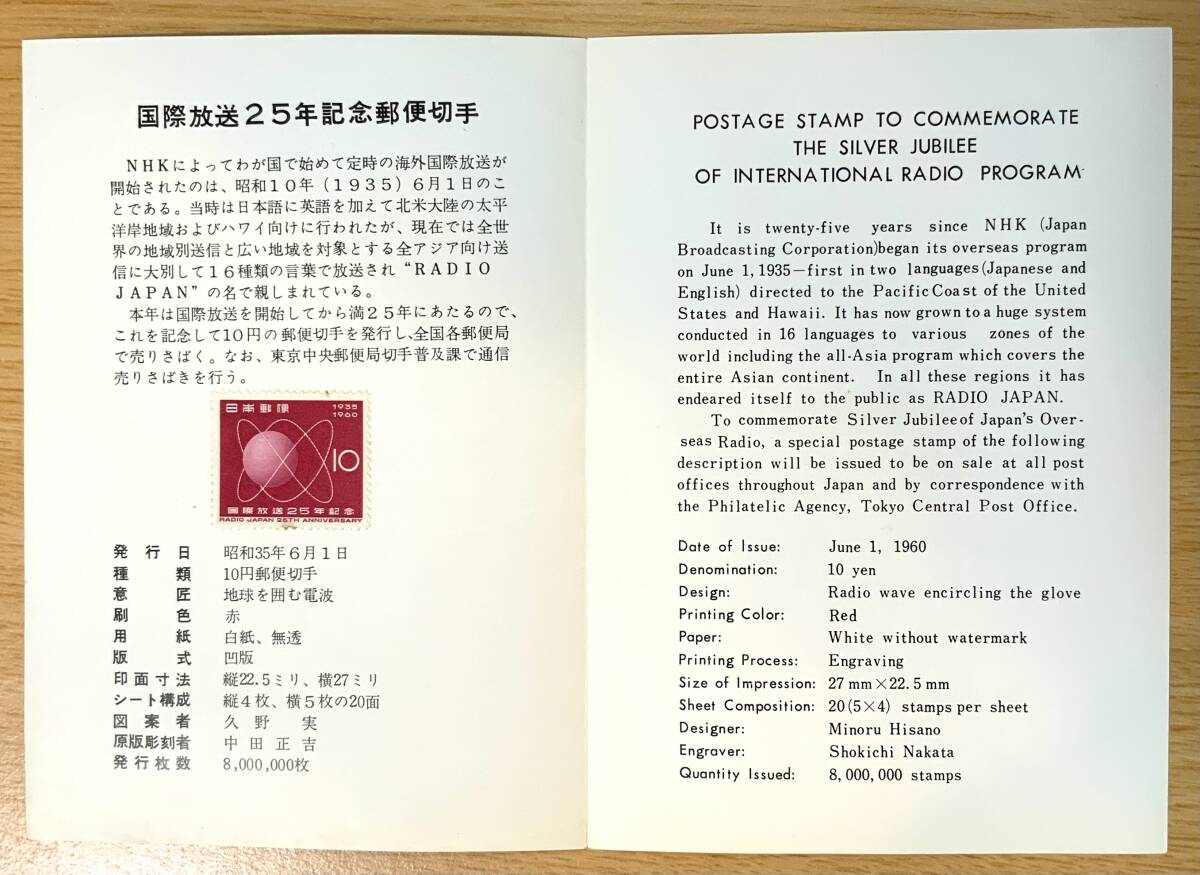 国際放送25年記念郵便切手
NHKによってわが国で始めて定時の海外国際放送が
開始されたのは、昭和10年(1935)6月1日のこ
とである。当時は日本語に英語を加えて北米大陸の太平
洋岸地域およびハワイ向けに行われたが、現在では全世
界の地域別送信と広い地域を対象とする全アジア向け送
信に大別して16種類の言葉で放送され“RADIO
JAPAN”の名で親しまれている。
本年は国際放送を開始してから満25年にあたるので、
これを記念して10円の郵便切手を発行し、全国各郵便局
で売りさばく。なお、東京中央郵便局切手普及課で通信
売りさばきを行う。
日本郵便 1935
1960
10
国際放送25年記念
RADIO JAPAN 25TH ANNIVERSARY
発行日 昭和35年6月1日
種類 10円郵便切手
意匠 地球を囲む電波
刷色 赤
用紙 白紙、無透
版式 凹版
印面寸法 縦22.5ミリ、横27ミリ
シート構成 縦4枚、横5枚の20面
図案者 久野実
原版彫刻者 中田正吉
発行枚数 8,000,000枚
POSTAGE STAMP TO COMMEMORATE
THE SILVER JUBILEE
OF INTERNATIONAL RADIO PROGRAM
It is twenty-five years since NHK (Japan
Broadcasting Corporation)began its overseas program
on June 1, 1935—first in two languages(Japanese and
English) directed to the Pacific Coast of the United
States and Hawaii. It has now grown to a huge system
conducted in 16 languages to various zones of the
world including the all-Asia program which covers the
entire Asian continent. In all these regions it has
endeared itself to the public as RADIO JAPAN.
To commemorate Silver Jubilee of Japan's Over-
seas Radio, a special postage stamp of the following
description will be issued to be on sale at all post
offices throughout Japan and by correspondence with
the Philatelic Agency, Tokyo Central Post Office.
Date of Issue: June 1, 1960
Denomination: 10 yen
Design: Radio wave encircling the glove
Printing Color: Red
Paper: White without watermark
Printing Process: Engraving
Size of Impression: 27 mm×22.5 mm
Sheet Composition: 20(5×4) stamps per sheet
Designer: Minoru Hisano
Engraver: Shokichi Nakata
Quantity Issued: 8,000,000 stamps